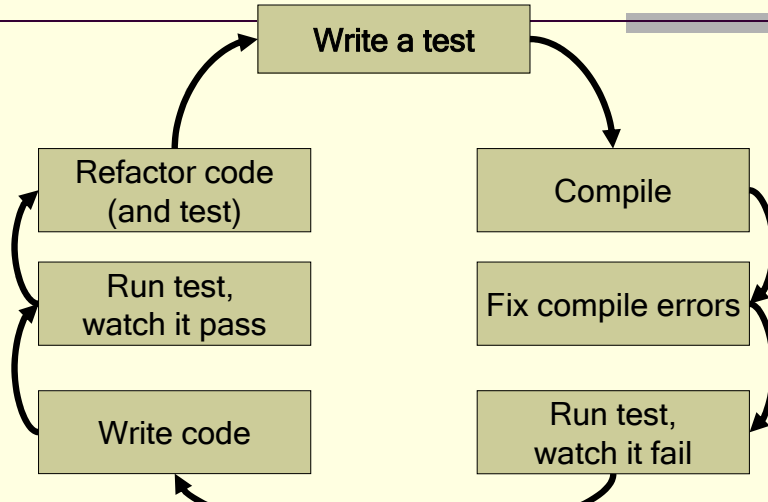 Write a test
Refactor code
(and test)
Compile
Run test,
watch it pass
Fix compile errors
Write code
Run test,
watch it fail